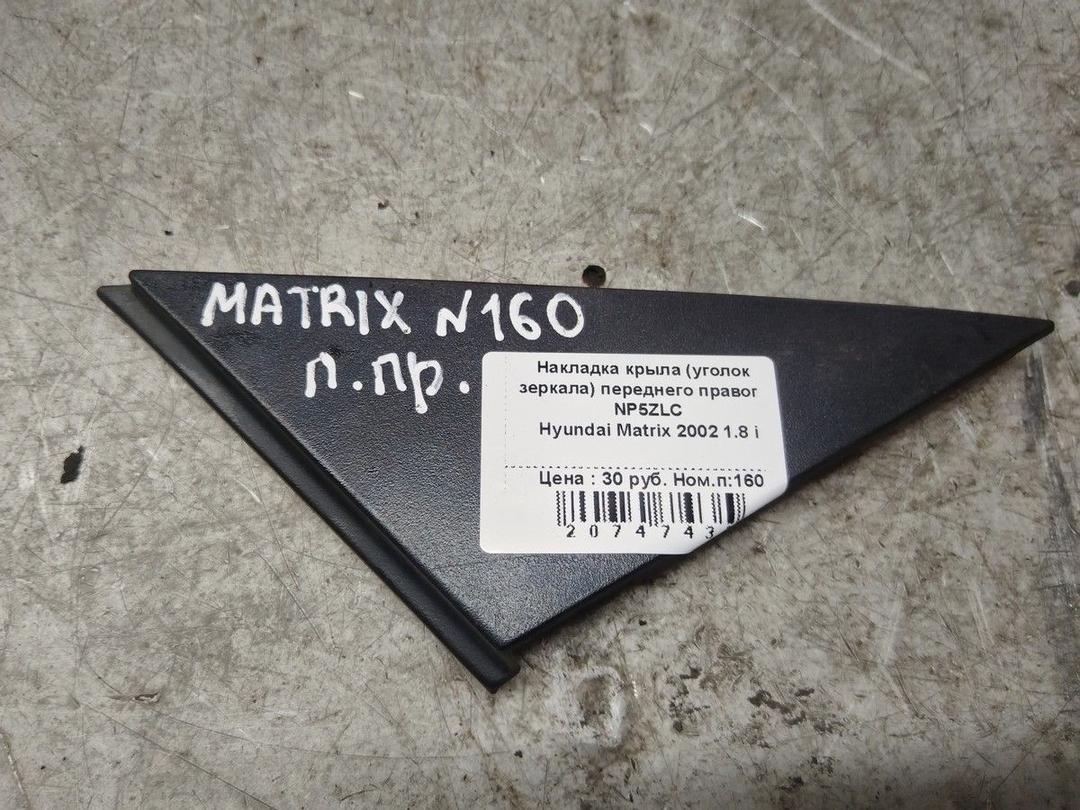 MATRIX N160
п.пр.
Накладка крыла (уголок
зеркала) переднего правог
NP5ZLC
Hyundai Matrix 2002 1.8 i
Цена : 30 руб. Ном.п:160
2074743